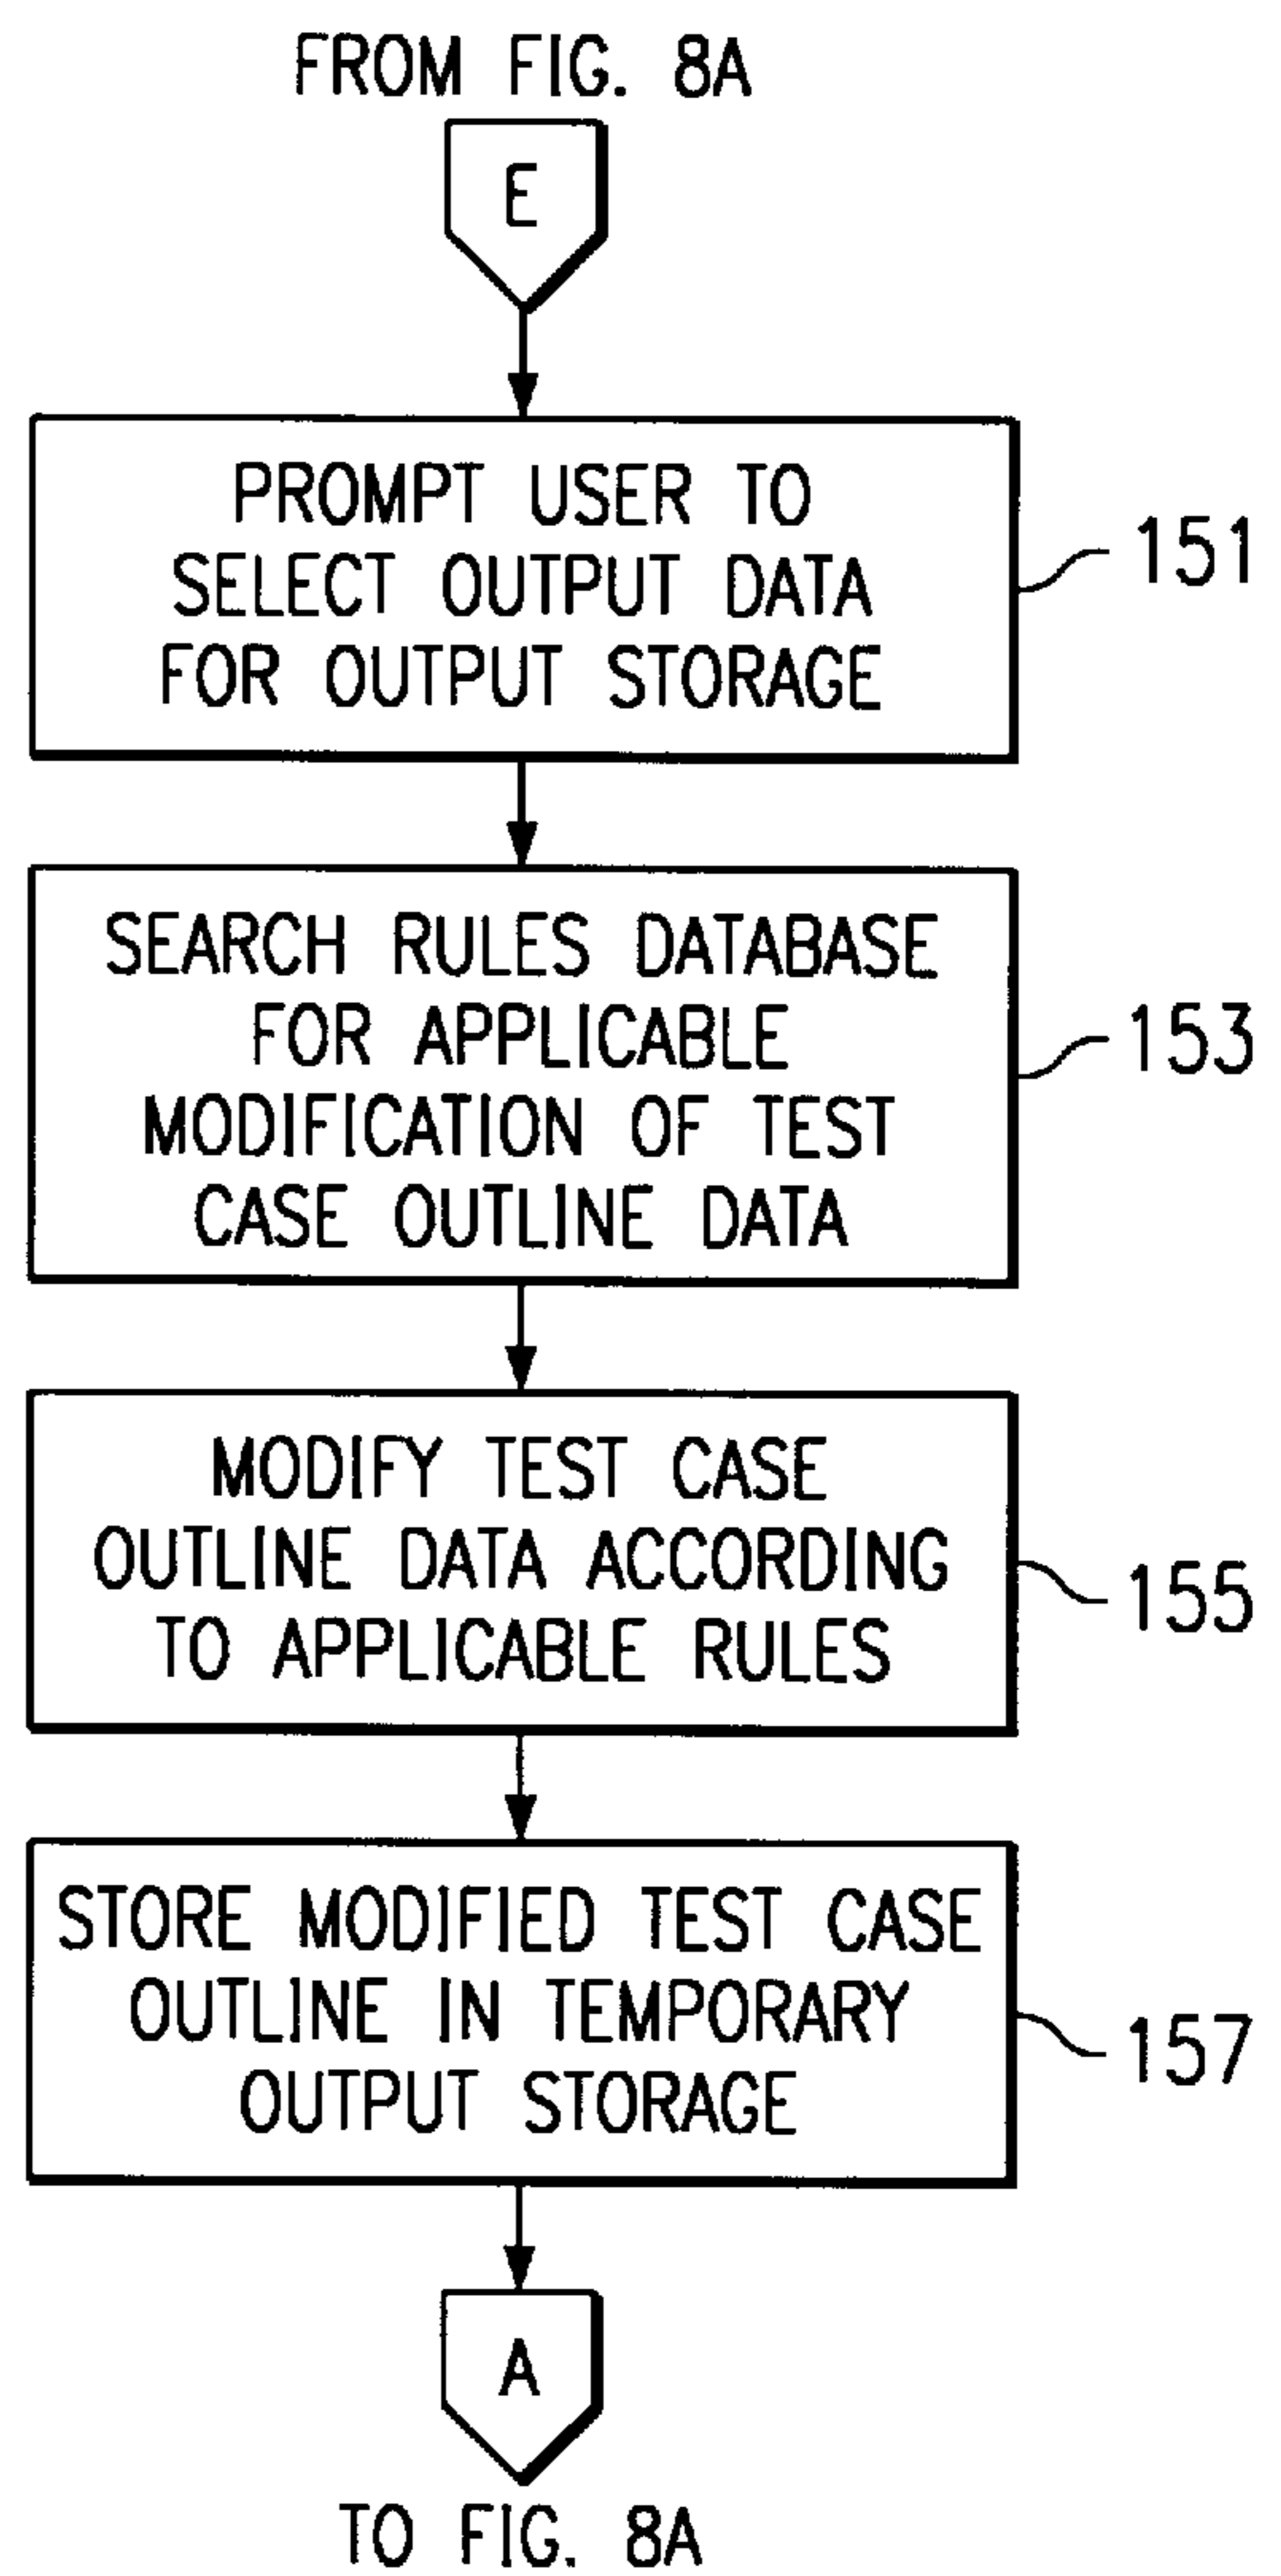 FROM FIG. 8A
E
PROMPT USER TO
SELECT OUTPUT DATA
FOR OUTPUT STORAGE
151
SEARCH RULES DATABASE
FOR APPLICABLE
MODIFICATION OF TEST
CASE OUTLINE DATA
153
MODIFY TEST CASE
OUTLINE DATA ACCORDING
TO APPLICABLE RULES
155
STORE MODIFIED TEST CASE
OUTLINE IN TEMPORARY
OUTPUT STORAGE
157
A
TO FIG. 8A